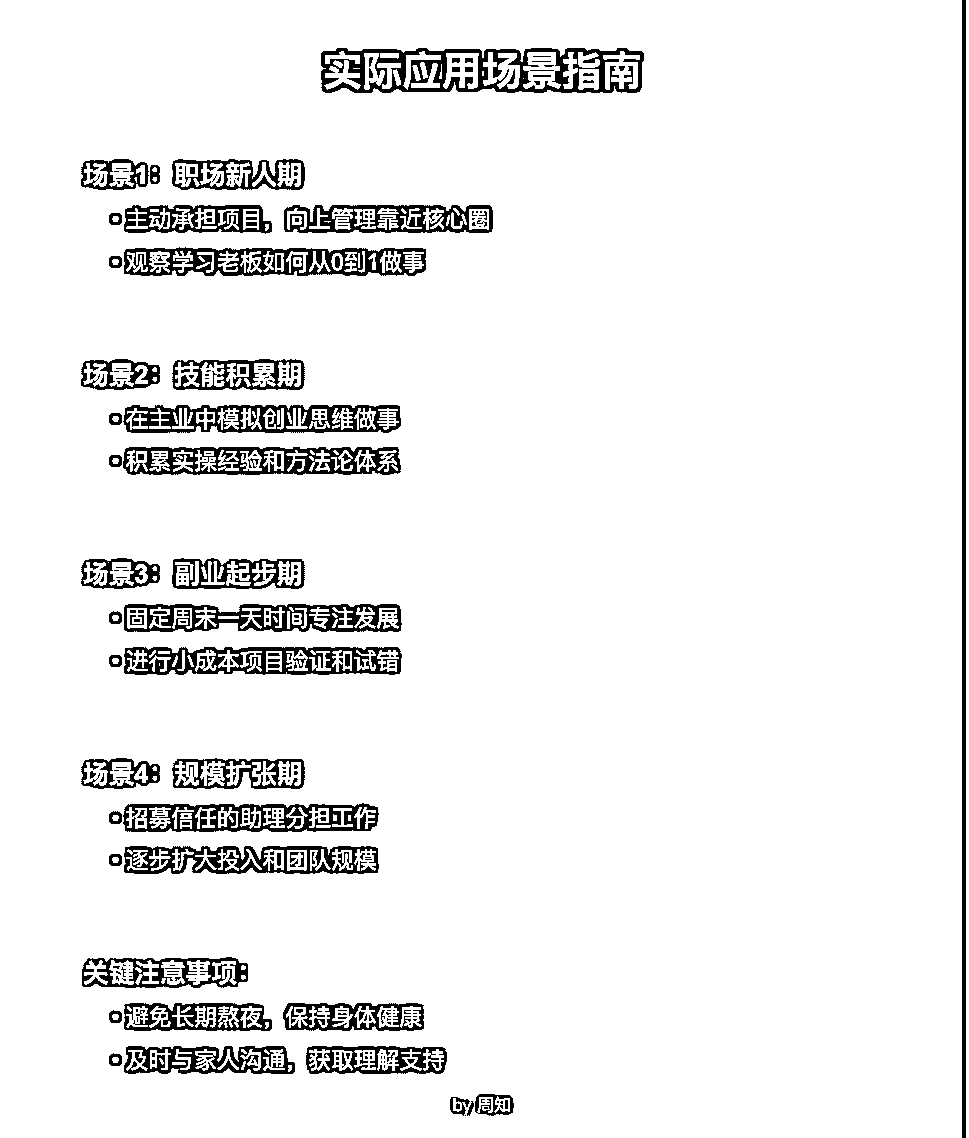 实际应用场景指南
场景1：职场新人期
主动承担项目，向上管理靠近核心圈
观察学习老板如何从0到1做事
场景2：技能积累期
在主业中模拟创业思维做事
积累实操经验和方法论体系
场景3：副业起步期
固定周末一天时间专注发展
进行小成本项目验证和试错
场景4：规模扩张期
招募信任的助理分担工作
逐步扩大投入和团队规模
关键注意事项：
避免长期熬夜，保持身体健康
及时与家人沟通，获取理解支持
by 周知